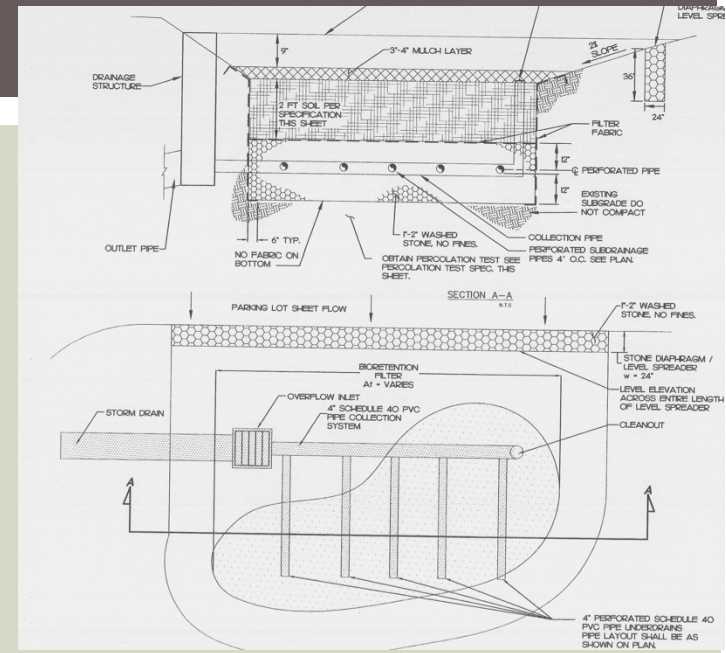 DIAPHRAGM
LEVEL SPRE
9"
3"-4" MULCH LAYER
2% SLOPE
DRAINAGE
STRUCTURE
36"
2 FT SOIL PER
SPECIFICATION
THIS SHEET
24"
FILTER
FABRIC
12"
℄ PERFORATED PIPE
12"
EXISTING
SUBGRADE DO
NOT COMPACT
OUTLET PIPE
6" TYP.
1"-2" WASHED
STONE, NO FINES.
COLLECTION PIPE
NO FABRIC ON
BOTTOM
PERFORATED SUBDRAINAGE
PIPES 4' O.C. SEE PLAN.
OBTAIN PERCOLATION TEST SEE
PERCOLATION TEST SPEC. THIS
SHEET.
SECTION A-A
N.T.S
PARKING LOT SHEET FLOW
1"-2" WASHED
STONE, NO FINES.
BIORETENTION
FILTER
Af = VARIES
STONE DIAPHRAGM /
LEVEL SPREADER
w = 24"
OVERFLOW INLET
LEVEL ELEVATION
ACROSS ENTIRE LENGTH
OF LEVEL SPREADER
STORM DRAIN
4" SCHEDULE 40 PVC
PIPE COLLECTION
SYSTEM
CLEANOUT
A
A
4" PERFORATED SCHEDULE 40
PVC PIPE UNDERDRAINS
PIPE LAYOUT SHALL BE AS
SHOWN ON PLAN.